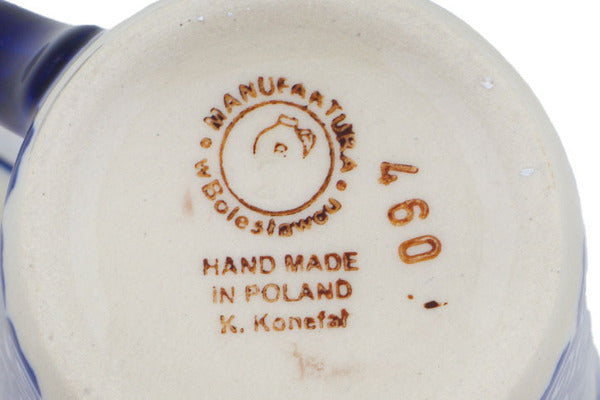 MANUFAKTURA
w Bolesławcu
HAND MADE
IN POLAND
K. Konefał
460